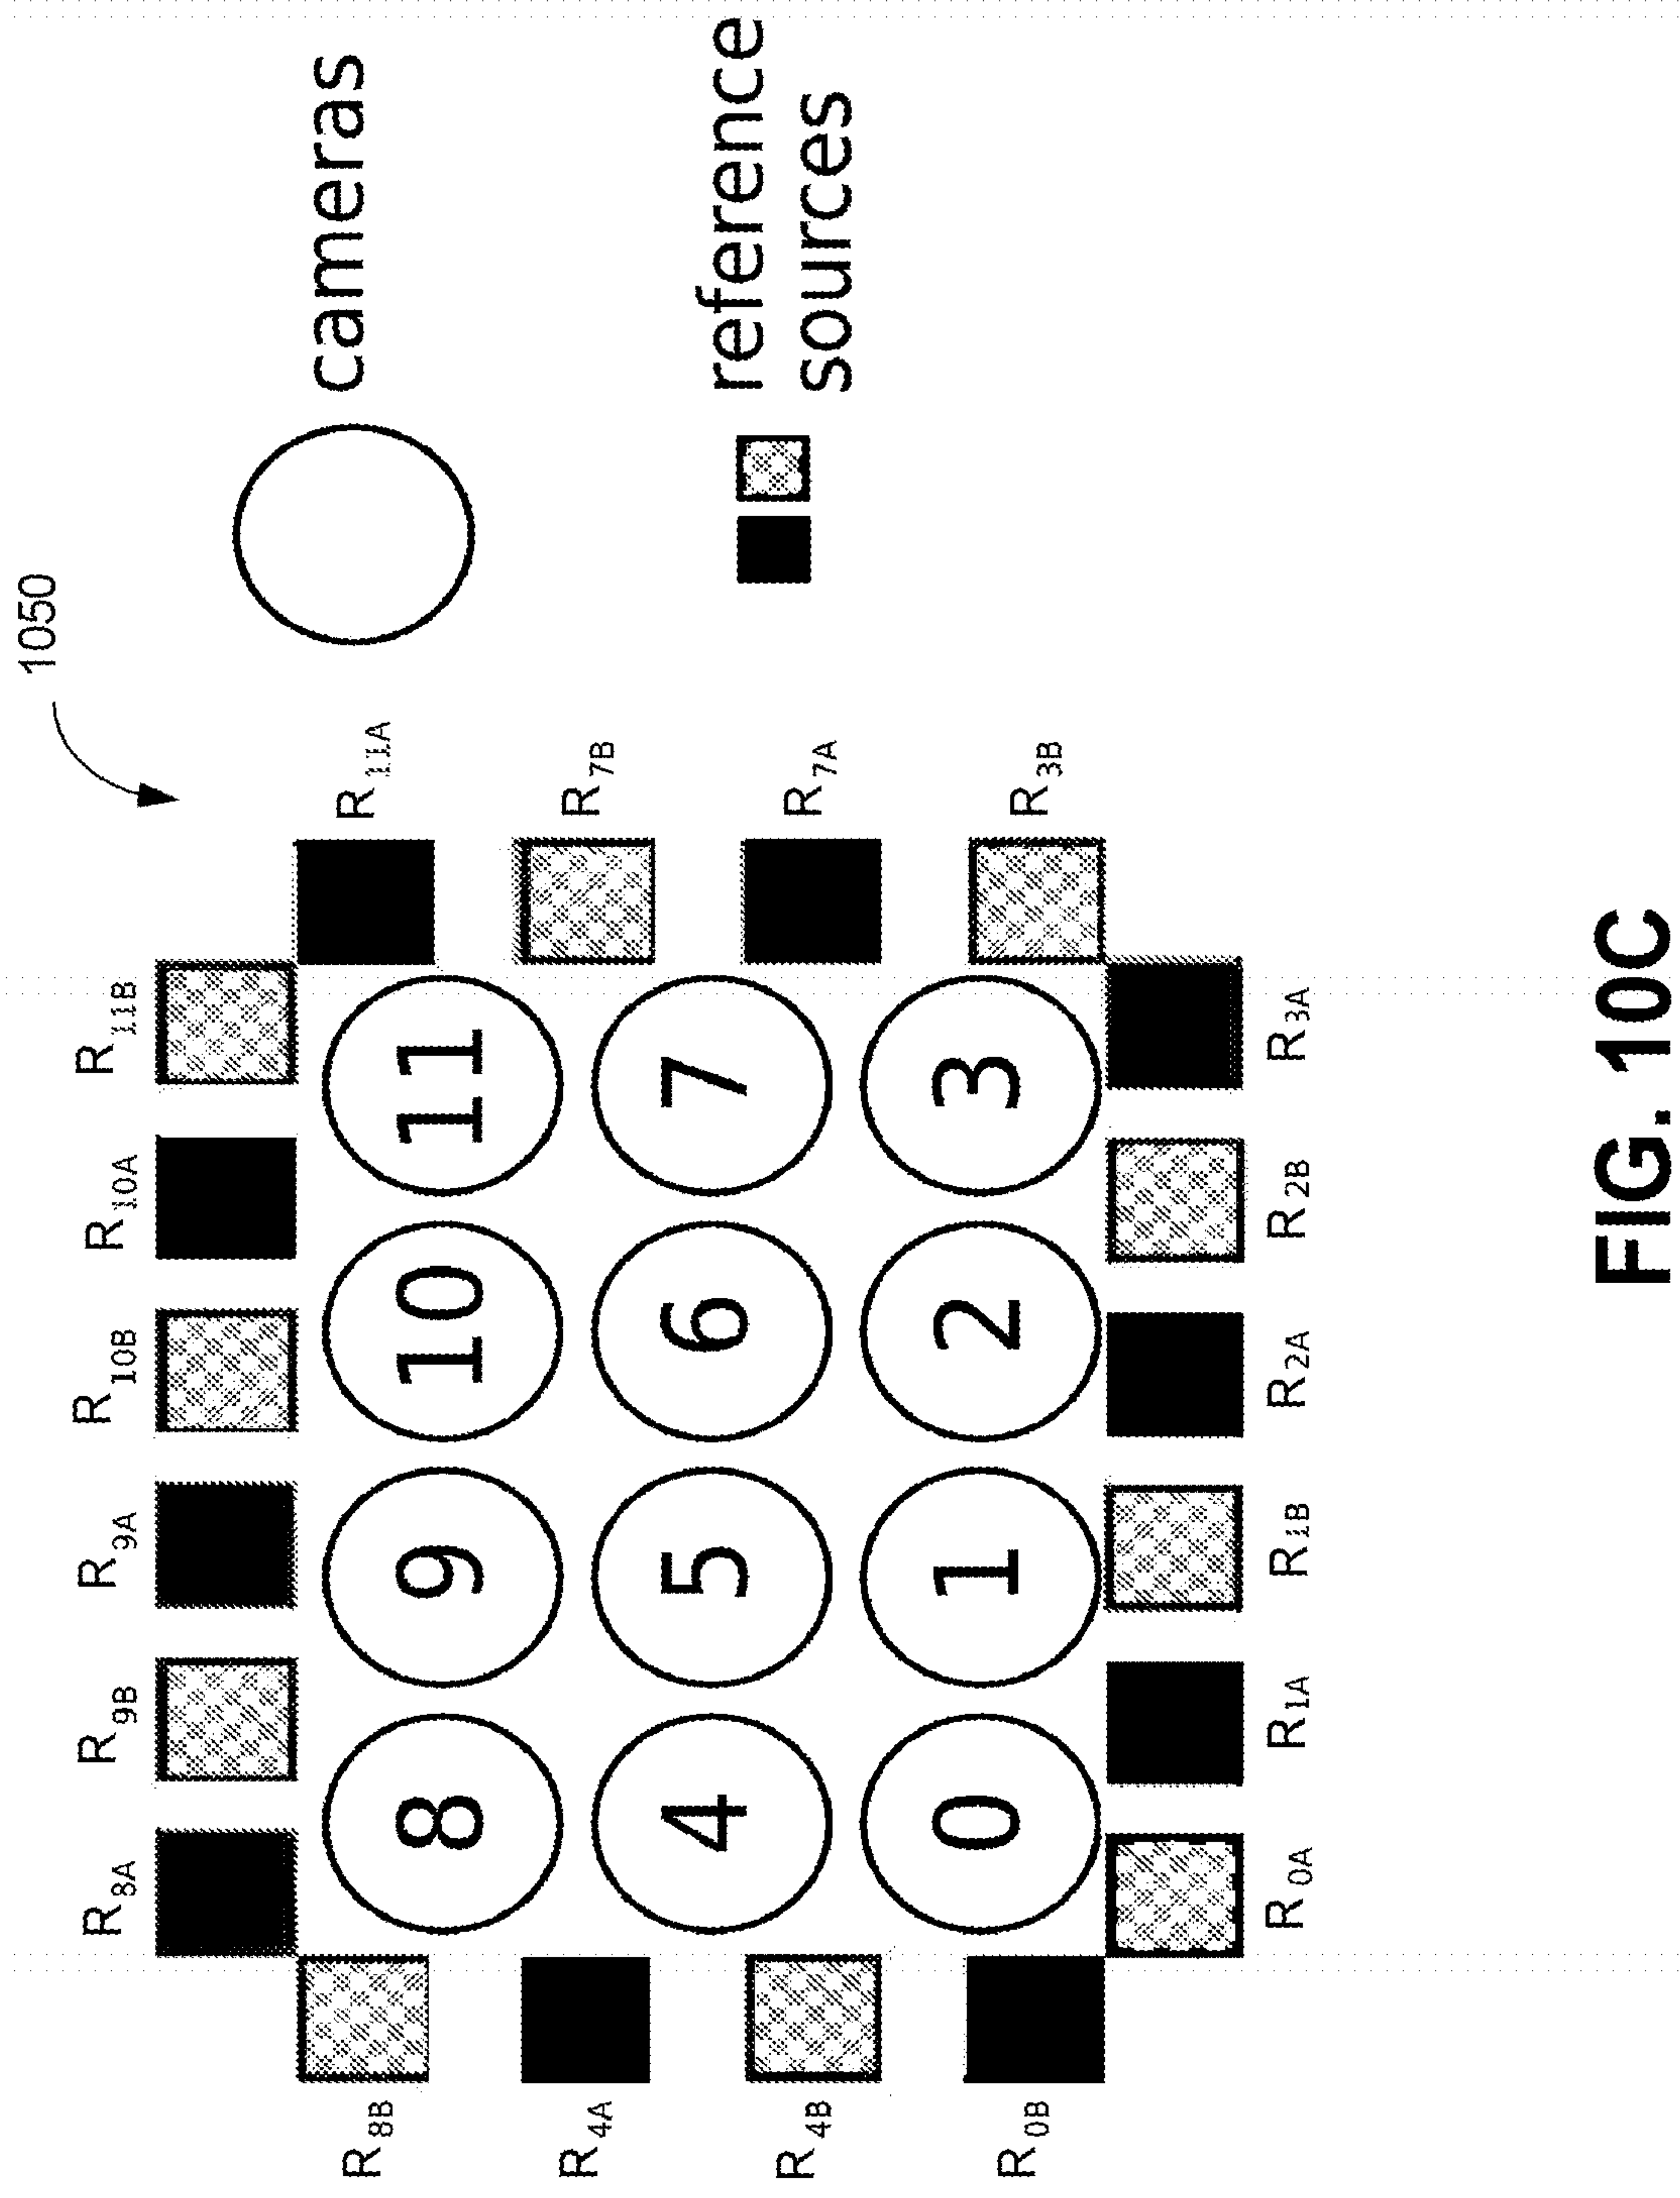 1050
R8A R9B R9A R10B R10A R11B
R8B
8 9 10 11
R11A
cameras
R4A
4 5 6 7
R7B
R4B
R7A
reference
sources
R0B
0 1 2 3
R3B
R0A R1A R1B R2A R2B R3A
FIG. 10C